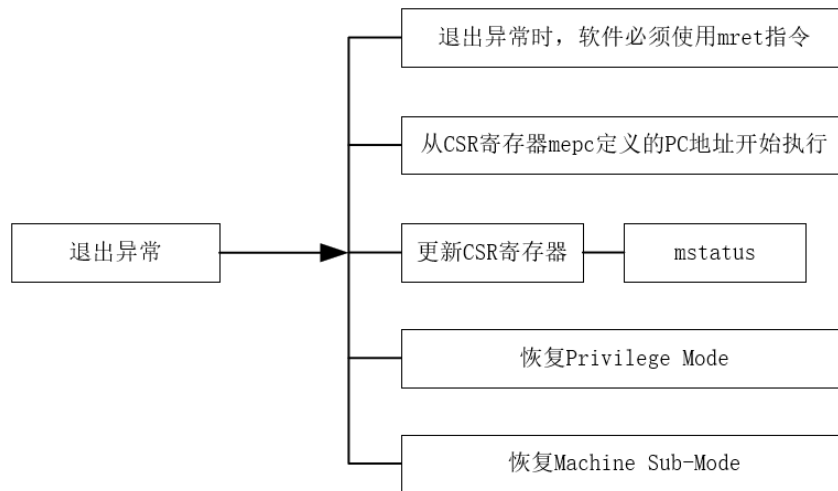 退出异常时，软件必须使用mret指令
从CSR寄存器mepc定义的PC地址开始执行
退出异常
更新CSR寄存器
mstatus
恢复Privilege Mode
恢复Machine Sub-Mode